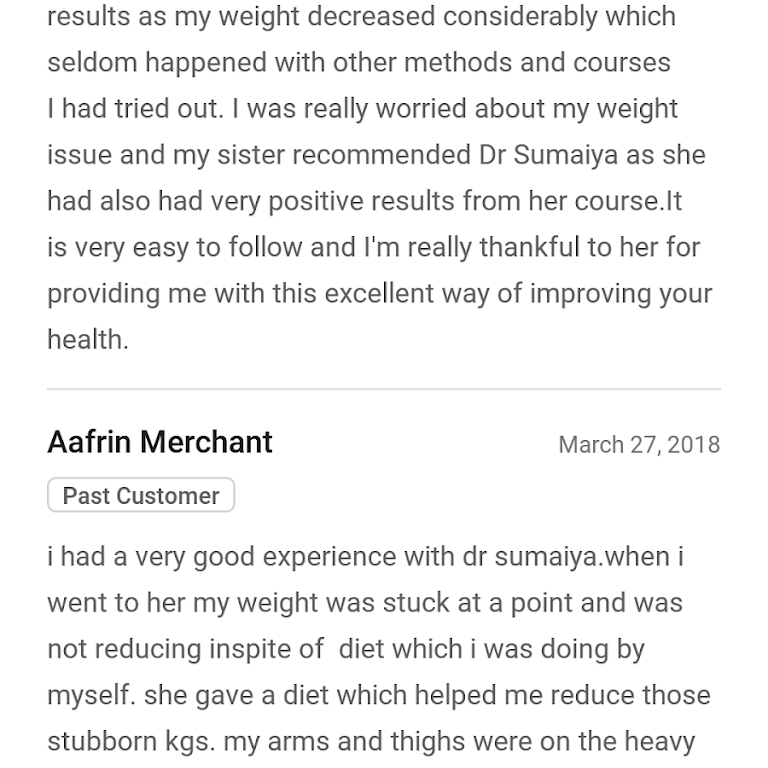 results as my weight decreased considerably which
seldom happened with other methods and courses
I had tried out. I was really worried about my weight
issue and my sister recommended Dr Sumaiya as she
had also had very positive results from her course.It
is very easy to follow and I'm really thankful to her for
providing me with this excellent way of improving your
health.
Aafrin Merchant
March 27, 2018
Past Customer
i had a very good experience with dr sumaiya.when i
went to her my weight was stuck at a point and was
not reducing inspite of  diet which i was doing by
myself. she gave a diet which helped me reduce those
stubborn kgs. my arms and thighs were on the heavy